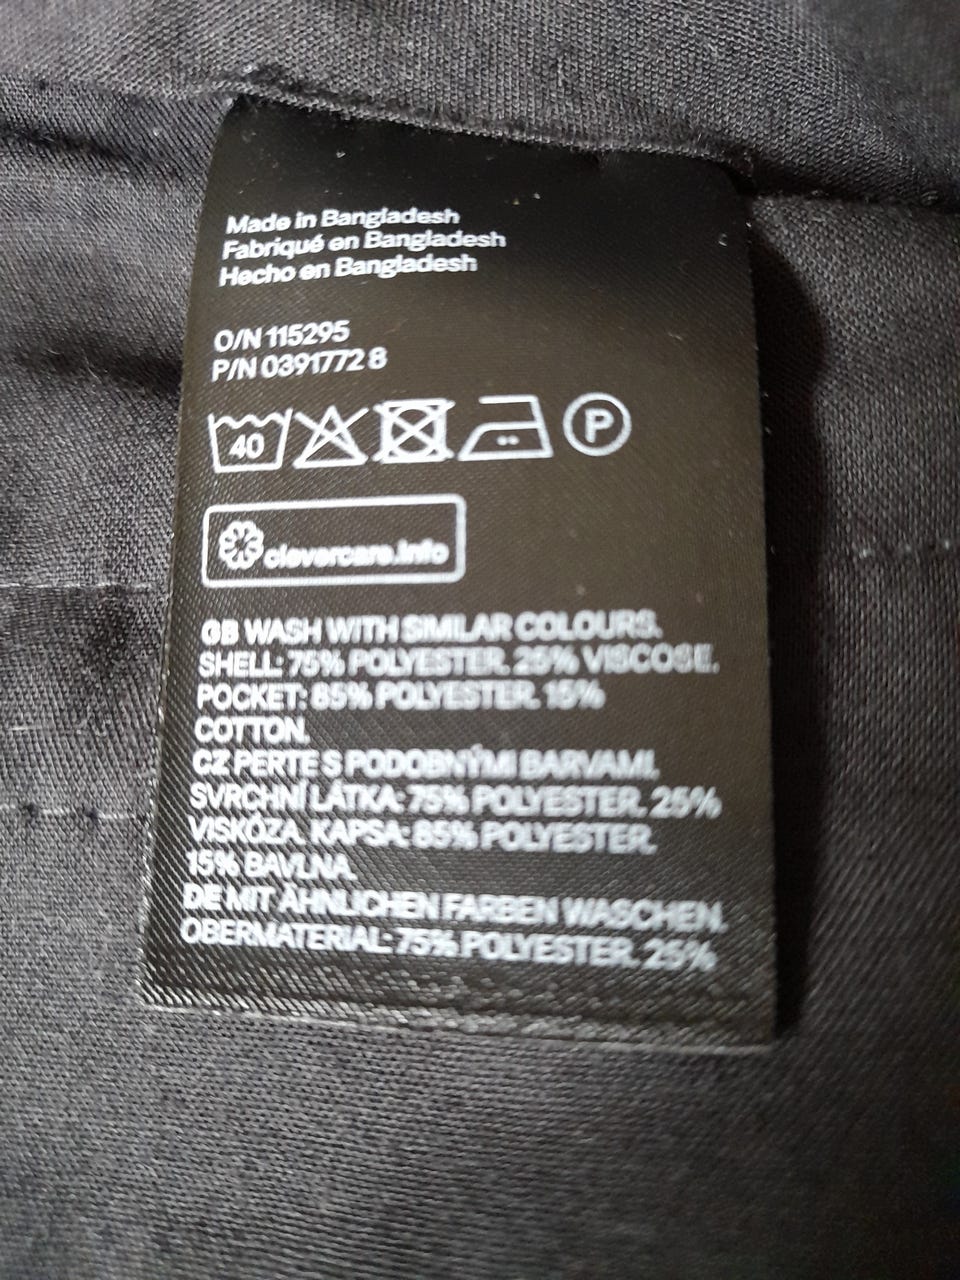 Made in Bangladesh
Fabriqué en Bangladesh
Hecho en Bangladesh
O/N 115295
P/N 0391772 8
40
P
clevercare.info
GB WASH WITH SIMILAR COLOURS.
SHELL: 75% POLYESTER. 25% VISCOSE.
POCKET: 85% POLYESTER. 15%
COTTON.
CZ PERTE S PODOBNÝMI BARVAMI.
SVRCHNÍ LÁTKA: 75% POLYESTER. 25%
VISKÓZA. KAPSA: 85% POLYESTER.
15% BAVLNA.
DE MIT ÄHNLICHEN FARBEN WASCHEN.
OBERMATERIAL: 75% POLYESTER. 25%